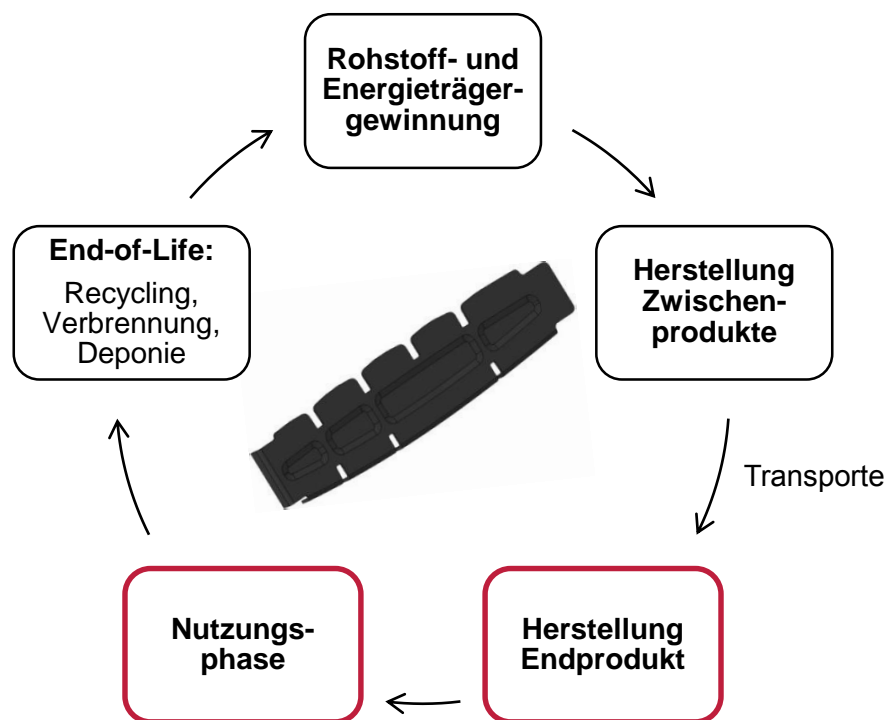 Rohstoff- und
Energieträger-
gewinnung
End-of-Life:
Recycling,
Verbrennung,
Deponie
Herstellung
Zwischen-
produkte
Transporte
Nutzungs-
phase
Herstellung
Endprodukt